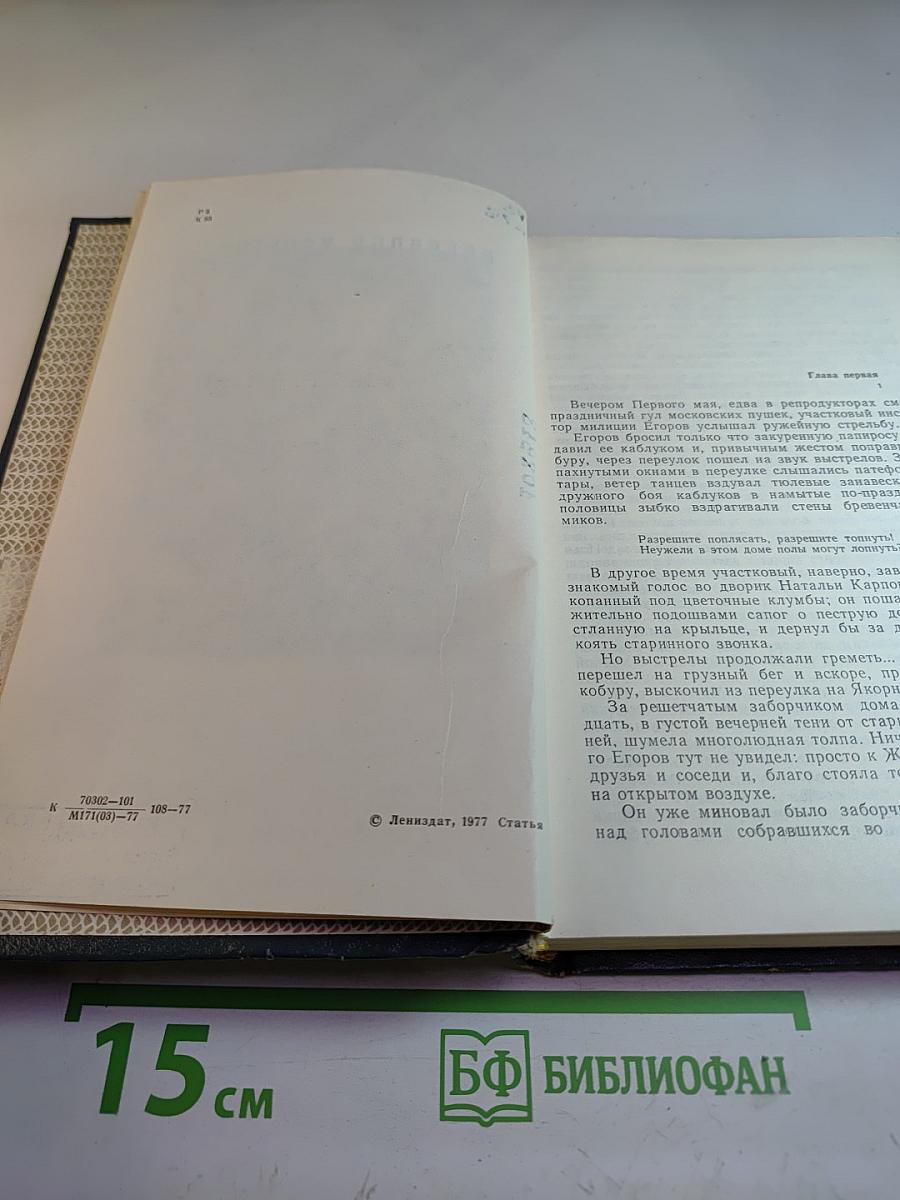 Р 2
К 93
К 70302—101 108—77
М171(03)—77
© Лениздат, 1977 Статья
Глава первая
1
Вечером Первого мая, едва в репродукторах см
праздничный гул московских пушек, участковый инс
тор милиции Егоров услышал ружейную стрельбу.
Егоров бросил только что закуренную папиросу
давил ее каблуком и, привычным жестом поправ
буру, через переулок пошел на звук выстрелов. З
пахнутыми окнами в переулке слышались патефо
тары, ветер танцев вздувал тюлевые занавеск
дружного боя каблуков в намытые по-празд
половицы зыбко вздрагивали стены бревенча
миков.
Разрешите поплясать, разрешите топнуть!
Неужели в этом доме полы могут лопнуть?
В другое время участковый, наверно, зав
знакомый голос во дворик Натальи Карпо
копанный под цветочные клумбы; он поша
жительно подошвами сапог о пеструю де
стланную на крыльце, и дернул бы за д
коять старинного звонка.
Но выстрелы продолжали греметь...
перешел на грузный бег и вскоре, пр
кобуру, выскочил из переулка на Якорн
За решетчатым заборчиком дома
дцать, в густой вечерней тени от стар
ней, шумела многолюдная толпа. Нич
го Егоров тут не увидел: просто к Ж
друзья и соседи и, благо стояла те
на открытом воздухе.
Он уже миновал было заборч
над головами собравшихся во
15 см
БФ БИБЛИОФАН